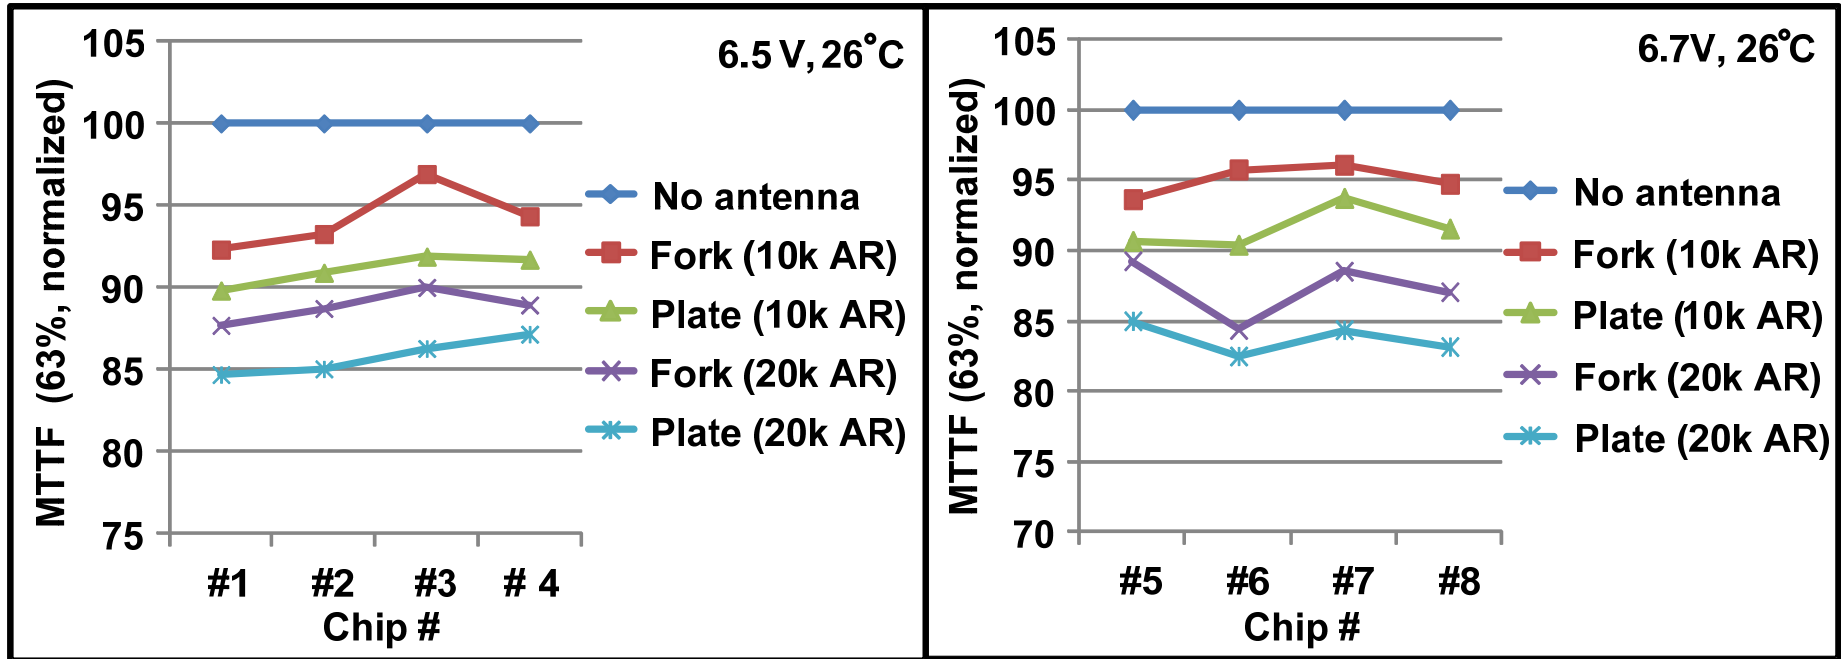 6.5 V, 26°C
MTTF (63%, normalized)
105
100
95
90
85
80
75
#1 #2 #3 # 4
Chip #
No antenna
Fork (10k AR)
Plate (10k AR)
Fork (20k AR)
Plate (20k AR)
6.7V, 26°C
MTTF (63%, normalized)
105
100
95
90
85
80
75
70
#5 #6 #7 #8
Chip #
No antenna
Fork (10k AR)
Plate (10k AR)
Fork (20k AR)
Plate (20k AR)